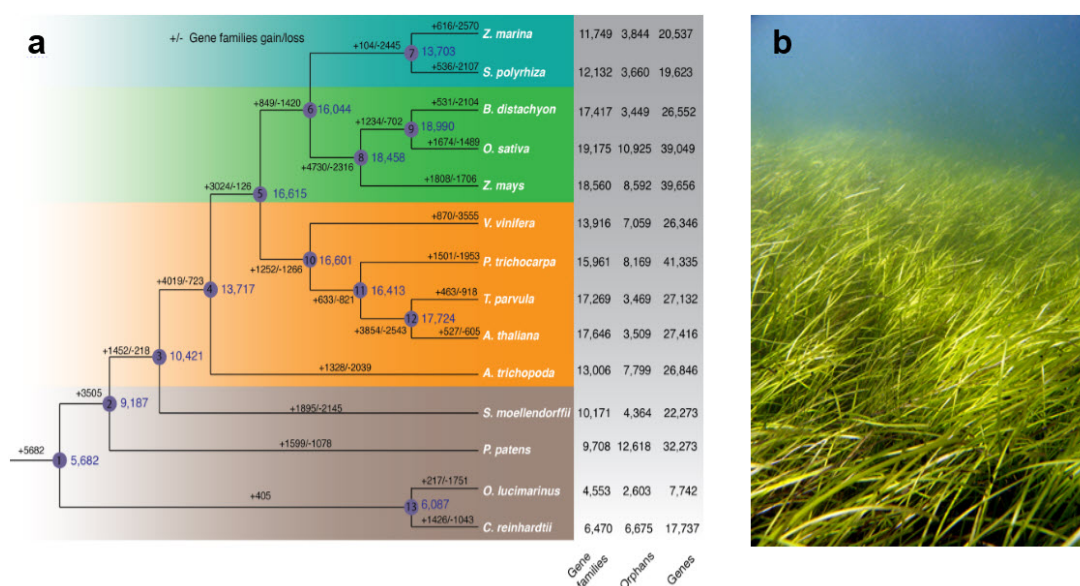 a
+/- Gene families gain/loss
+616/-2570
Z. marina 11,749 3,844 20,537
+104/-2445
7 13,703
+536/-2107
S. polyrhiza 12,132 3,660 19,623
+849/-1420
6 16,044
+531/-2104
B. distachyon 17,417 3,449 26,552
+1234/-702
9 18,990
+1674/-1489
O. sativa 19,175 10,925 39,049
8 18,458
+4730/-2316
+1808/-1706
Z. mays 18,560 8,592 39,656
+3024/-126
5 16,615
+870/-3555
V. vinifera 13,916 7,059 26,346
10 16,601
+1252/-1266
+1501/-1953
P. trichocarpa 15,961 8,169 41,335
+4019/-723
4 13,717
11 16,413
+633/-821
+463/-918
T. parvula 17,269 3,469 27,132
12 17,724
+3854/-2543
+527/-605
A. thaliana 17,646 3,509 27,416
+1452/-218
3 10,421
+1328/-2039
A. trichopoda 13,006 7,799 26,846
+3505
2 9,187
+1895/-2145
S. moellendorffii 10,171 4,364 22,273
+1599/-1078
P. patens 9,708 12,618 32,273
+5682
1 5,682
+217/-1751
O. lucimarinus 4,553 2,603 7,742
+405
13 6,087
+1426/-1043
C. reinhardtii 6,470 6,675 17,737
Gene
families
Orphans
Genes
b